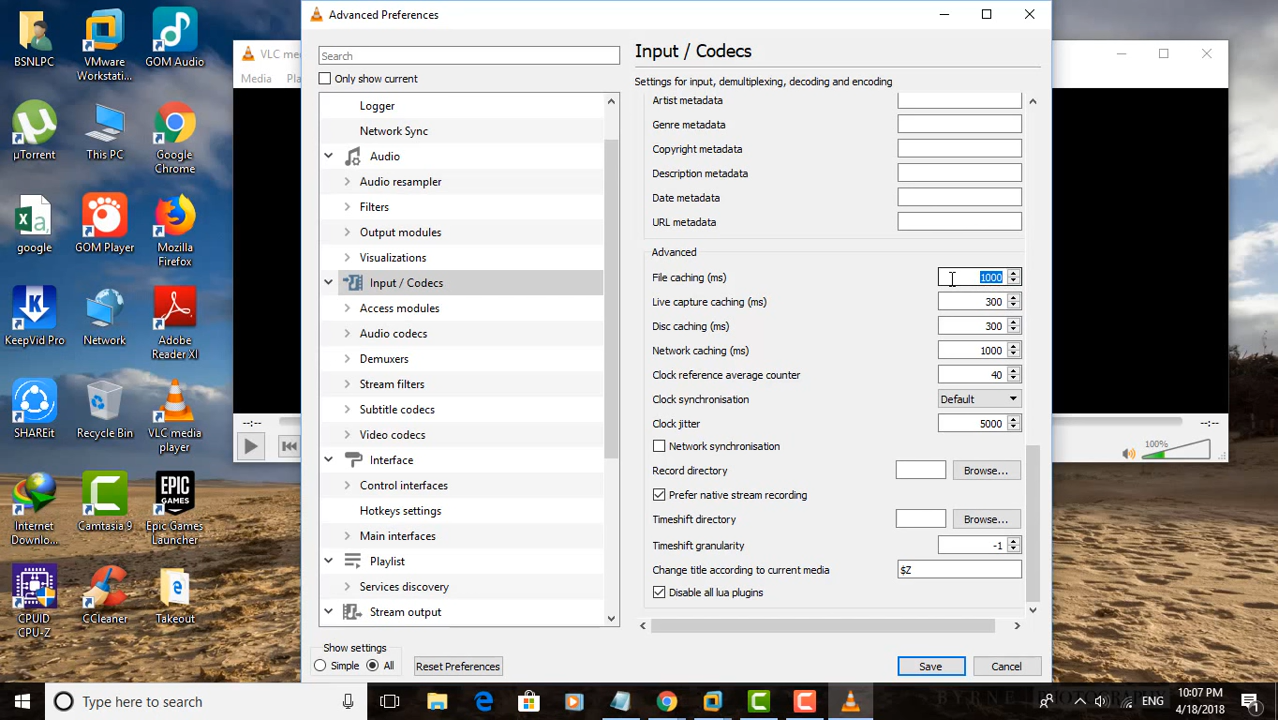 BSNLPC
VMware Workstati...
GOM Audio
µTorrent
This PC
Google Chrome
google
GOM Player
Mozilla Firefox
KeepVid Pro
Network
Adobe Reader XI
SHAREit
Recycle Bin
VLC media player
Internet Downlo...
Camtasia 9
Epic Games Launcher
CPUID CPU-Z
CCleaner
Takeout
VLC me
Media
Pla
--:--
--:--
100%
Advanced Preferences
Search
Only show current
Logger
Network Sync
Audio
Audio resampler
Filters
Output modules
Visualizations
Input / Codecs
Access modules
Audio codecs
Demuxers
Stream filters
Subtitle codecs
Video codecs
Interface
Control interfaces
Hotkeys settings
Main interfaces
Playlist
Services discovery
Stream output
Show settings
Simple
All
Reset Preferences
Input / Codecs
Settings for input, demultiplexing, decoding and encoding
Artist metadata
Genre metadata
Copyright metadata
Description metadata
Date metadata
URL metadata
Advanced
File caching (ms) 1000
Live capture caching (ms) 300
Disc caching (ms) 300
Network caching (ms) 1000
Clock reference average counter 40
Clock synchronisation Default
Clock jitter 5000
Network synchronisation
Record directory Browse...
Prefer native stream recording
Timeshift directory Browse...
Timeshift granularity -1
Change title according to current media $Z
Disable all lua plugins
Save
Cancel
Type here to search
BYRNE PHOTOGRAPHY
ENG
10:07 PM
4/18/2018